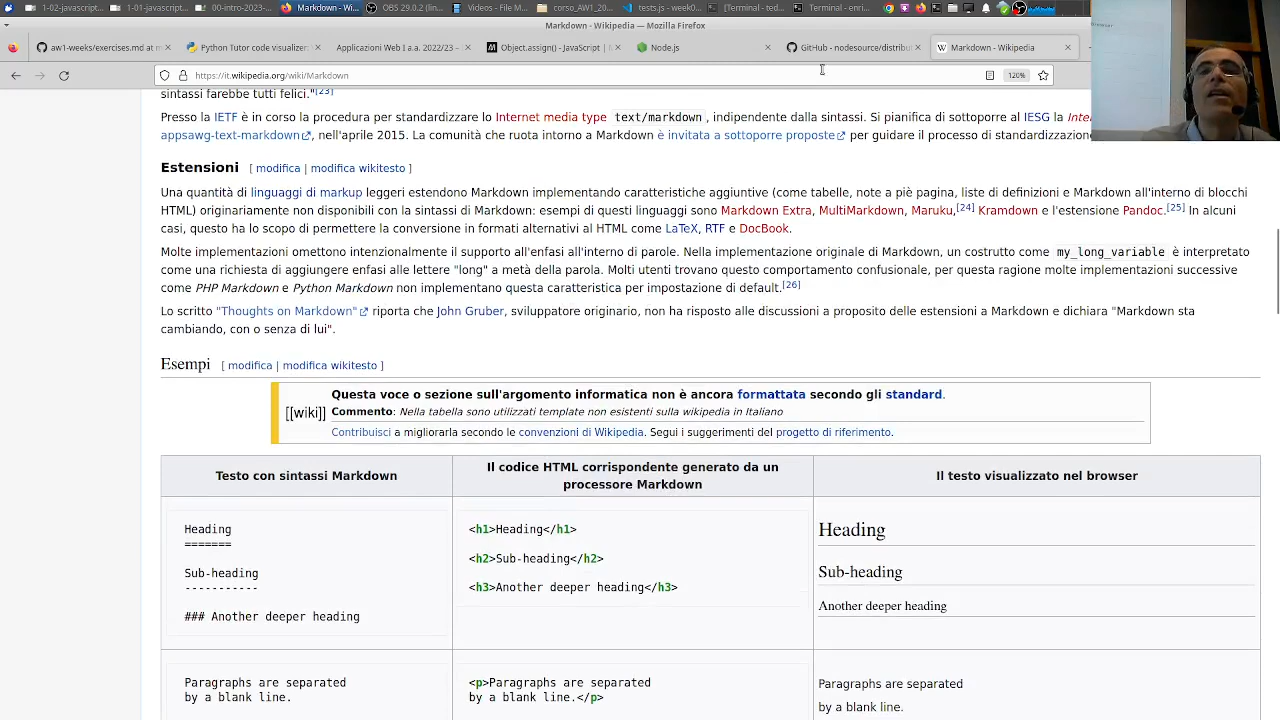 1-02-javascript...
1-01-javascript...
00-intro-2023-...
Markdown - Wi...
OBS 29.0.2 (lin...
Videos - File M...
corso_AW1_20...
tests.js - week0...
[Terminal - ted...
Terminal - enri...
Markdown - Wikipedia — Mozilla Firefox
aw1-weeks/exercises.md at m
Python Tutor code visualizer
Applicazioni Web I a.a. 2022/23 -
Object.assign() - JavaScript | 
Node.js
GitHub - nodesource/distribu
Markdown - Wikipedia
https://it.wikipedia.org/wiki/Markdown
120%
sintassi farebbe tutti felici."[23]
Presso la IETF è in corso la procedura per standardizzare lo Internet media type text/markdown, indipendente dalla sintassi. Si pianifica di sottoporre al IESG la Inter
appsawg-text-markdown, nell'aprile 2015. La comunità che ruota intorno a Markdown è invitata a sottoporre proposte per guidare il processo di standardizzazion
Estensioni [ modifica | modifica wikitesto ]
Una quantità di linguaggi di markup leggeri estendono Markdown implementando caratteristiche aggiuntive (come tabelle, note a piè pagina, liste di definizioni e Markdown all'interno di blocchi
HTML) originariamente non disponibili con la sintassi di Markdown: esempi di questi linguaggi sono Markdown Extra, MultiMarkdown, Maruku,[24] Kramdown e l'estensione Pandoc.[25] In alcuni
casi, questo ha lo scopo di permettere la conversione in formati alternativi al HTML come LaTeX, RTF e DocBook.
Molte implementazioni omettono intenzionalmente il supporto all'enfasi all'interno di parole. Nella implementazione originale di Markdown, un costrutto come my_long_variable è interpretato
come una richiesta di aggiungere enfasi alle lettere "long" a metà della parola. Molti utenti trovano questo comportamento confusionale, per questa ragione molte implementazioni successive
come PHP Markdown e Python Markdown non implementano questa caratteristica per impostazione di default.[26]
Lo scritto "Thoughts on Markdown" riporta che John Gruber, sviluppatore originario, non ha risposto alle discussioni a proposito delle estensioni a Markdown e dichiara "Markdown sta
cambiando, con o senza di lui".
Esempi [ modifica | modifica wikitesto ]
Questa voce o sezione sull'argomento informatica non è ancora formattata secondo gli standard.
[[wiki]] Commento: Nella tabella sono utilizzati template non esistenti sulla wikipedia in Italiano
Contribuisci a migliorarla secondo le convenzioni di Wikipedia. Segui i suggerimenti del progetto di riferimento.
Testo con sintassi Markdown
Il codice HTML corrispondente generato da un
processore Markdown
Il testo visualizzato nel browser
Heading
=======
Sub-heading
-----------
### Another deeper heading
<h1>Heading</h1>
<h2>Sub-heading</h2>
<h3>Another deeper heading</h3>
Heading
Sub-heading
Another deeper heading
Paragraphs are separated
by a blank line.
<p>Paragraphs are separated
by a blank line.</p>
Paragraphs are separated
by a blank line.